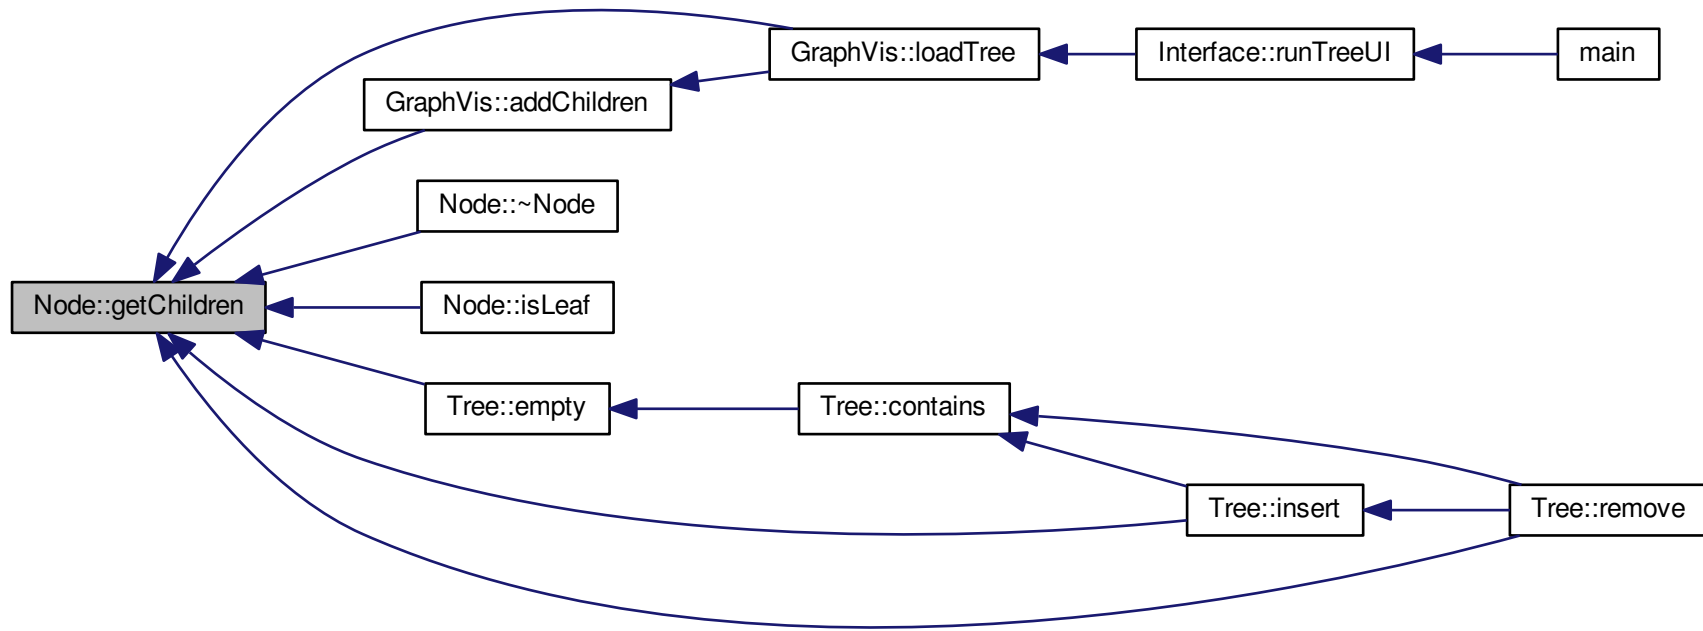 GraphVis::loadTree
Interface::runTreeUI
main
GraphVis::addChildren
Node::~Node
Node::getChildren
Node::isLeaf
Tree::empty
Tree::contains
Tree::insert
Tree::remove